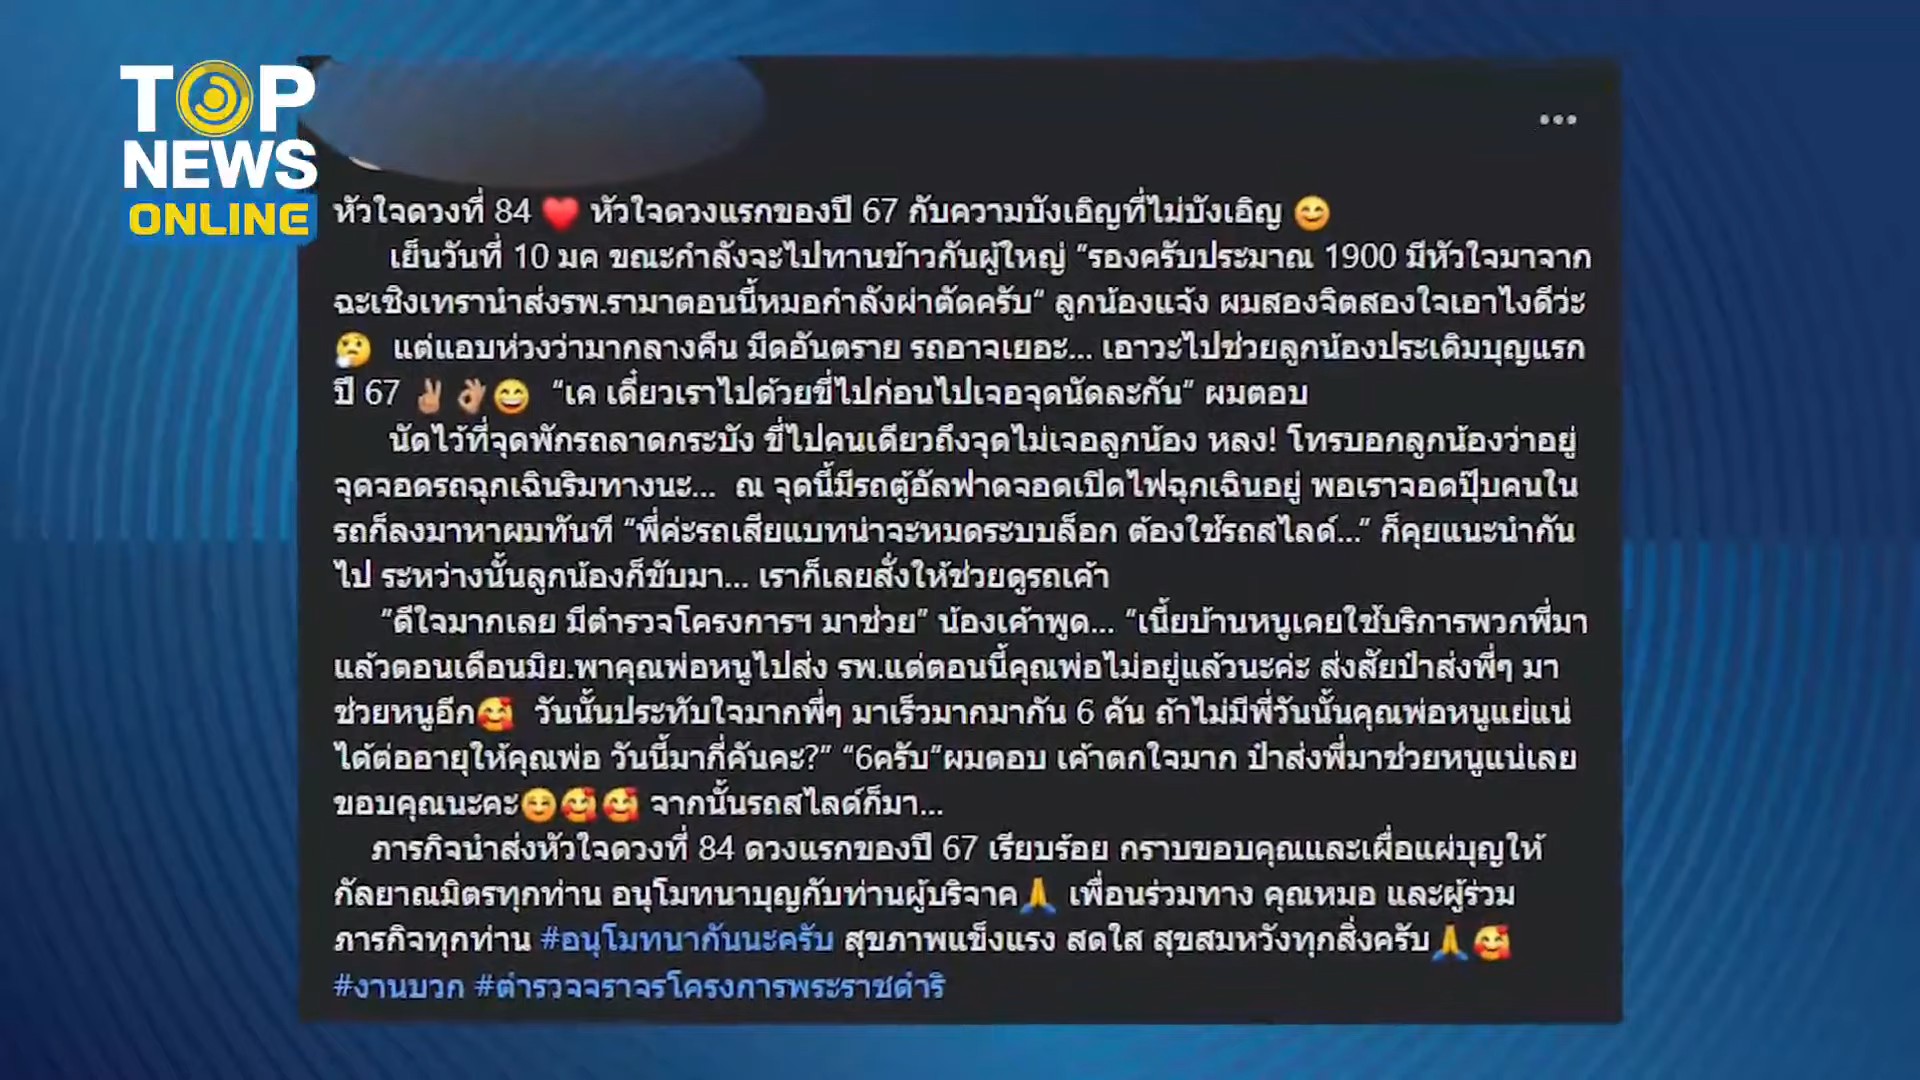 TOP
NEWS
ONLINE
หัวใจดวงที่ 84 ❤️ หัวใจดวงแรกของปี 67 กับความบังเอิญที่ไม่บังเอิญ 😊
เย็นวันที่ 10 มค ขณะกำลังจะไปทานข้าวกันผู้ใหญ่ “รองครับประมาณ 1900 มีหัวใจมาจาก
ฉะเชิงเทรานำส่งรพ.รามาตอนนี้หมอกำลังผ่าตัดครับ” ลูกน้องแจ้ง ผมสองจิตสองใจเอาไงดีว่ะ
🤔 แต่แอบห่วงว่ามากลางคืน มืดอันตราย รถอาจเยอะ... เอาวะไปช่วยลูกน้องประเดิมบุญแรก
ปี 67 ✌🏽👌🏽😄 “เค เดี๋ยวเราไปด้วยขี่ไปก่อนไปเจอจุดนัดละกัน” ผมตอบ
นัดไว้ที่จุดพักรถลาดกระบัง ขี่ไปคนเดียวถึงจุดไม่เจอลูกน้อง หลง! โทรบอกลูกน้องว่าอยู่
จุดจอดรถฉุกเฉินริมทางนะ... ณ จุดนี้มีรถตู้อัลฟาดจอดเปิดไฟฉุกเฉินอยู่ พอเราจอดปุ๊บคนใน
รถก็ลงมาหาผมทันที “พี่ค่ะรถเสียแบทน่าจะหมดระบบล็อก ต้องใช้รถสไลด์...” ก็คุยแนะนำกัน
ไป ระหว่างนั้นลูกน้องก็ขับมา... เราก็เลยสั่งให้ช่วยดูรถเค้า
“ดีใจมากเลย มีตำรวจโครงการฯ มาช่วย” น้องเค้าพูด... “เนี้ยบ้านหนูเคยใช้บริการพวกพี่มา
แล้วตอนเดือนมิย.พาคุณพ่อหนูไปส่ง รพ.แต่ตอนนี้คุณพ่อไม่อยู่แล้วนะค่ะ ส่งสัยป๋าส่งพี่ๆ มา
ช่วยหนูอีก🥰 วันนั้นประทับใจมากพี่ๆ มาเร็วมากมากัน 6 คัน ถ้าไม่มีพี่วันนั้นคุณพ่อหนูแย่แน่
ได้ต่ออายุให้คุณพ่อ วันนี้มากี่คันคะ?” “6ครับ”ผมตอบ เค้าตกใจมาก ป๋าส่งพี่มาช่วยหนูแน่เลย
ขอบคุณนะคะ☺️🥰🥰 จากนั้นรถสไลด์ก็มา...
ภารกิจนำส่งหัวใจดวงที่ 84 ดวงแรกของปี 67 เรียบร้อย กราบขอบคุณและเผื่อแผ่บุญให้
กัลยาณมิตรทุกท่าน อนุโมทนาบุญกับท่านผู้บริจาค🙏 เพื่อนร่วมทาง คุณหมอ และผู้ร่วม
ภารกิจทุกท่าน #อนุโมทนากันนะครับ สุขภาพแข็งแรง สดใส สุขสมหวังทุกสิ่งครับ🙏🥰
#งานบวก #ตำรวจจราจรโครงการพระราชดำริ